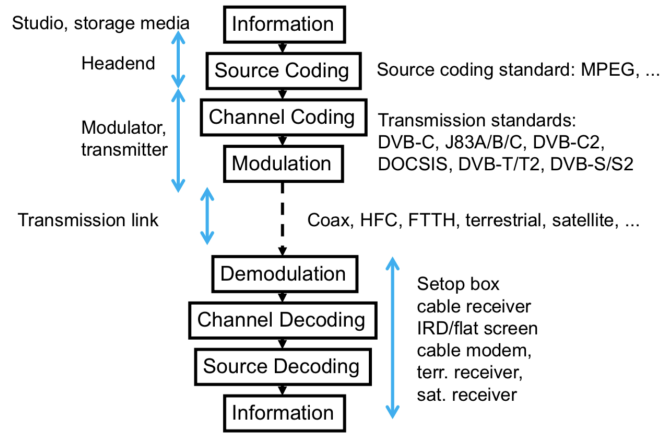 Studio, storage media
Information
Headend
Source Coding
Source coding standard: MPEG, ...
Channel Coding
Modulator,
transmitter
Transmission standards:
DVB-C, J83A/B/C, DVB-C2,
DOCSIS, DVB-T/T2, DVB-S/S2
Modulation
Transmission link
Coax, HFC, FTTH, terrestrial, satellite, ...
Demodulation
Channel Decoding
Source Decoding
Information
Setop box
cable receiver
IRD/flat screen
cable modem,
terr. receiver,
sat. receiver